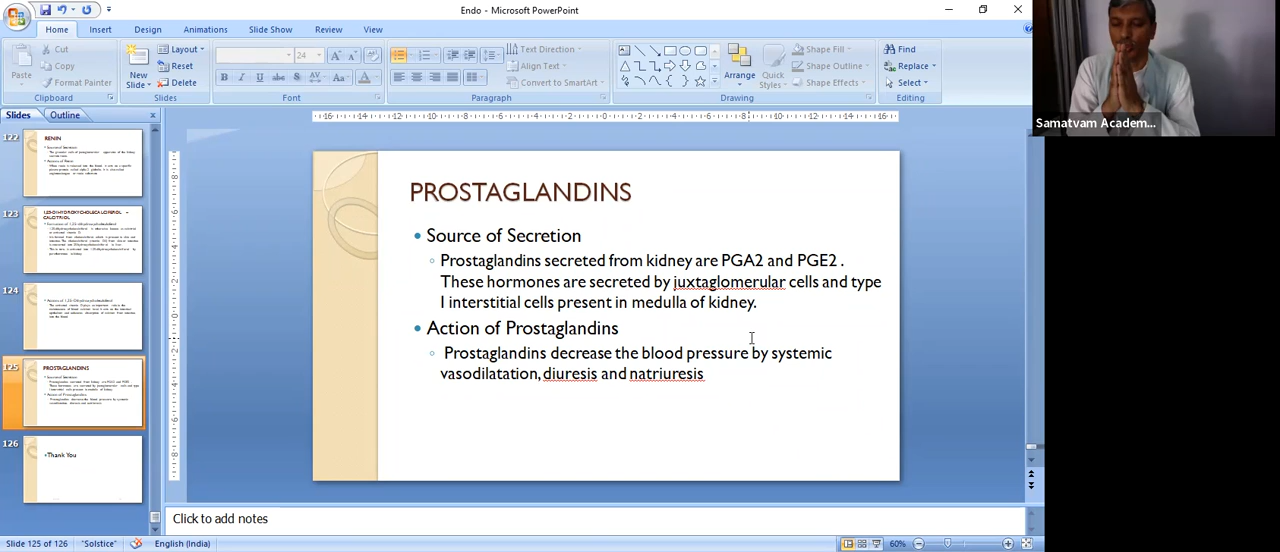 Endo - Microsoft PowerPoint
Home Insert Design Animations Slide Show Review View
Paste
Cut
Copy
Format Painter
Clipboard
New Slide
Layout
Reset
Delete
Slides
24
B I U S abc AV Aa A
Font
Paragraph
Text Direction
Align Text
Convert to SmartArt
Arrange
Quick Styles
Shape Fill
Shape Outline
Shape Effects
Drawing
Find
Replace
Select
Editing
Samatvam Academ...
Slides Outline
122
RENIN
123
124
125
PROSTAGLANDINS
126
Thank You
PROSTAGLANDINS
Source of Secretion
Prostaglandins secreted from kidney are PGA2 and PGE2 .
These hormones are secreted by juxtaglomerular cells and type
I interstitial cells present in medulla of kidney.
Action of Prostaglandins
Prostaglandins decrease the blood pressure by systemic
vasodilatation, diuresis and natriuresis
Click to add notes
Slide 125 of 126 "Solstice" English (India) 60%